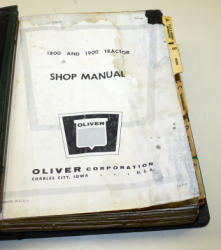 1800 AND 1900 TRACTOR
SHOP MANUAL
OLIVER
OLIVER CORPORATION
CHARLES CITY, IOWA . . . . U.S.A.